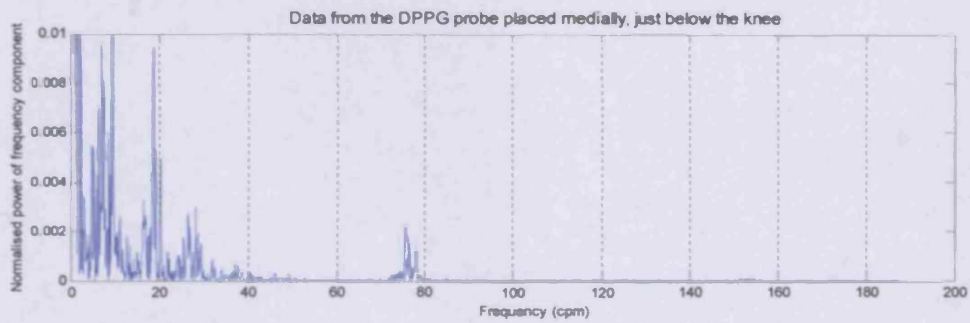 Data from the DPPG probe placed medially, just below the knee
Normalised power of frequency component
0.01
0.008
0.006
0.004
0.002
0
0 20 40 60 80 100 120 140 160 180 200
Frequency (cpm)